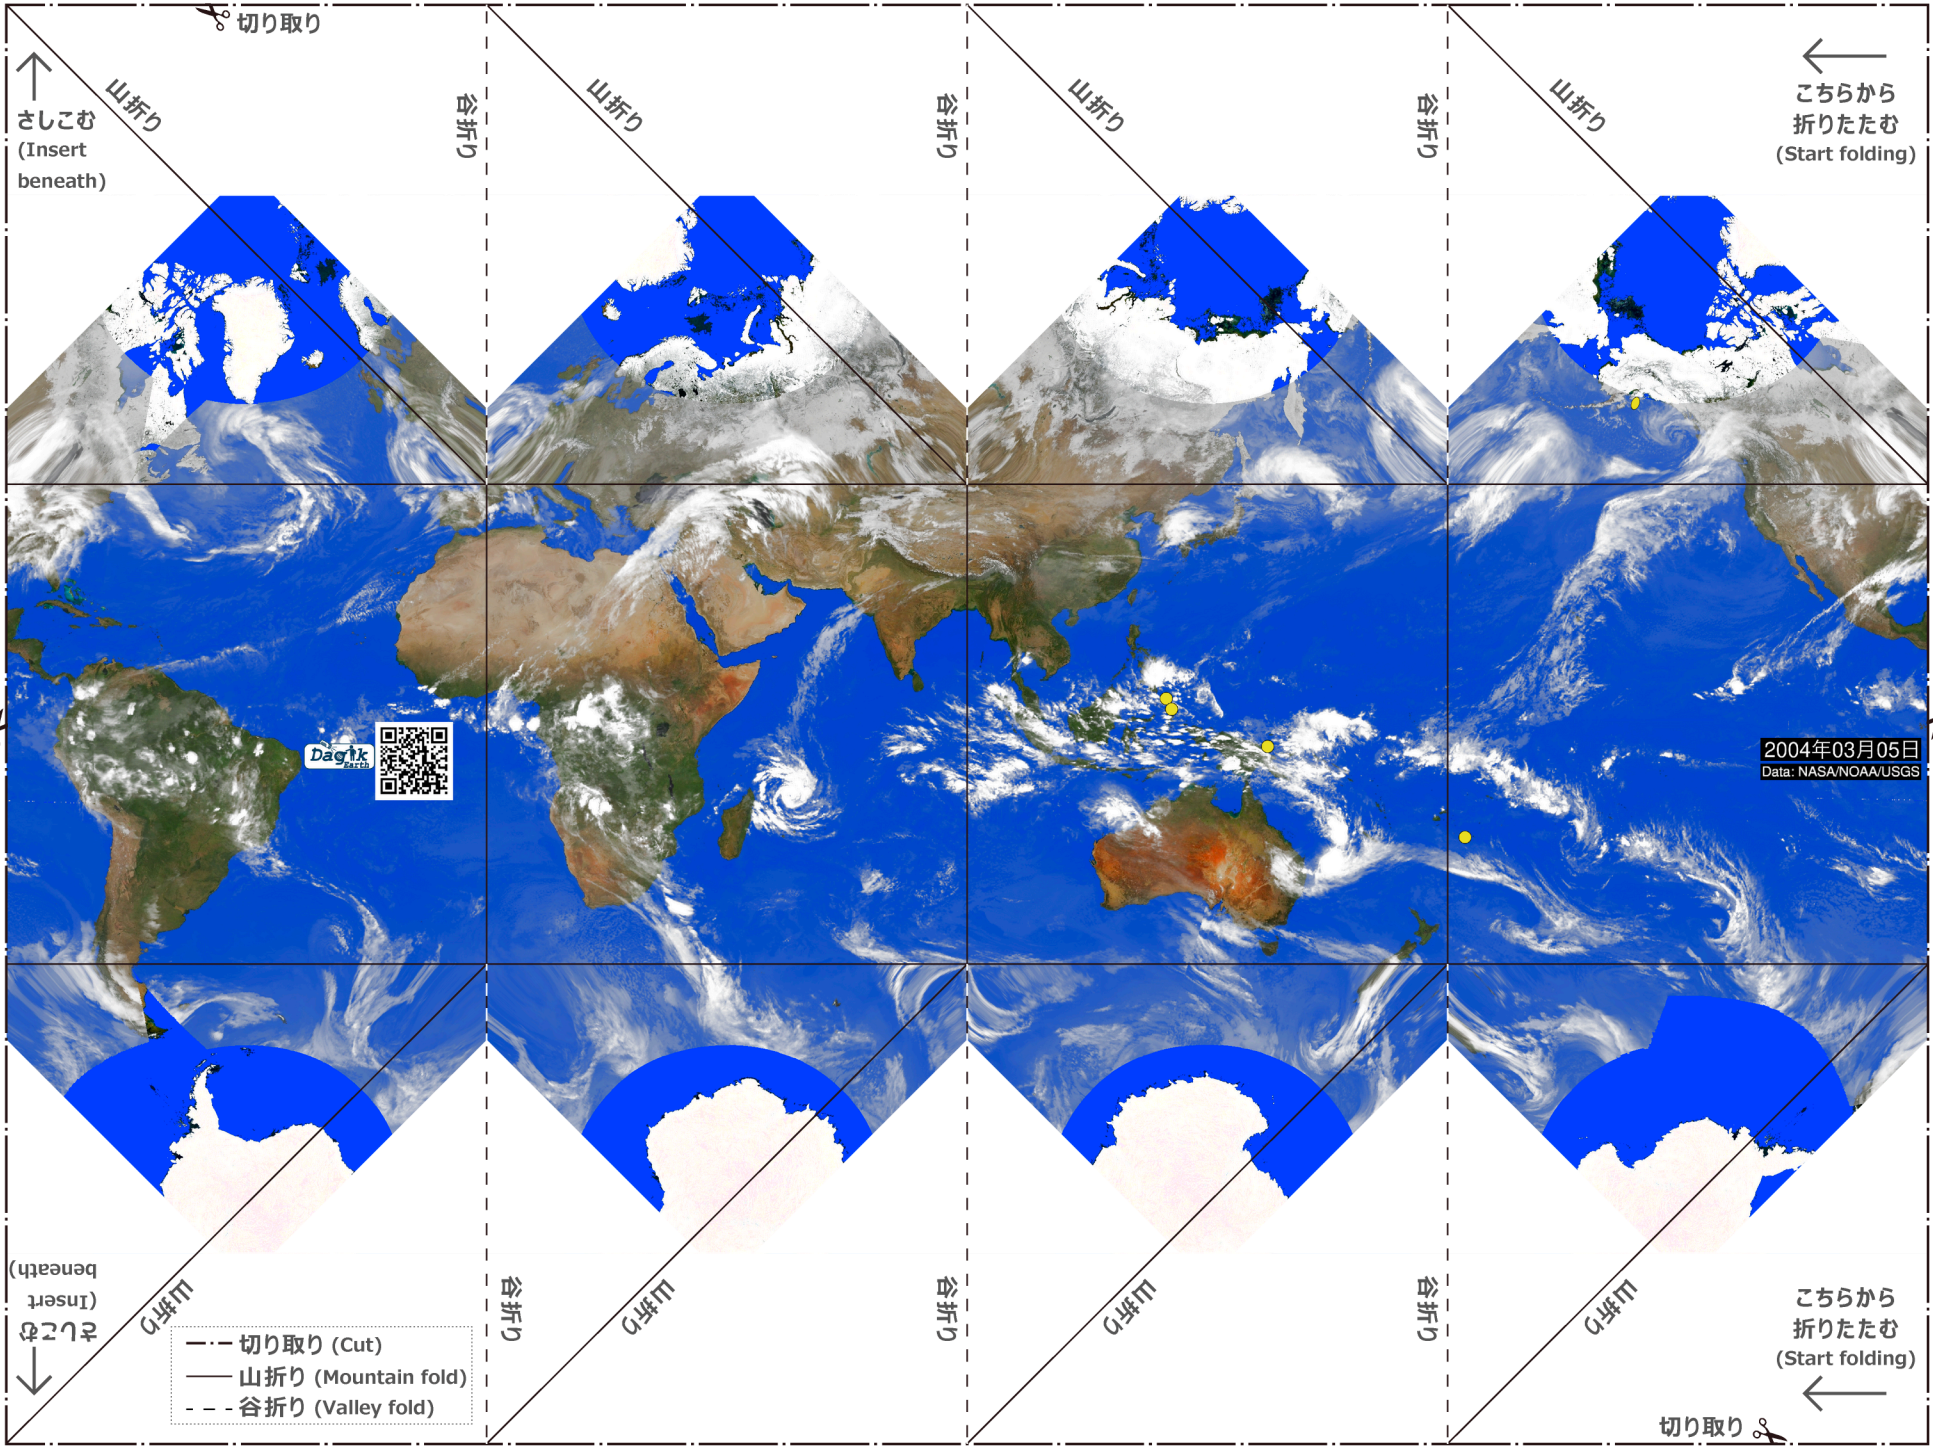 切り取り
さしこむ
(Insert
beneath)
山折り
谷折り
山折り
谷折り
山折り
谷折り
山折り
こちらから
折りたたむ
(Start folding)
Dagik
Earth
2004年03月05日
Data: NASA/NOAA/USGS
さしこむ
(Insert
beneath)
山折り
谷折り
山折り
谷折り
山折り
谷折り
山折り
こちらから
折りたたむ
(Start folding)
切り取り (Cut)
山折り (Mountain fold)
谷折り (Valley fold)
切り取り